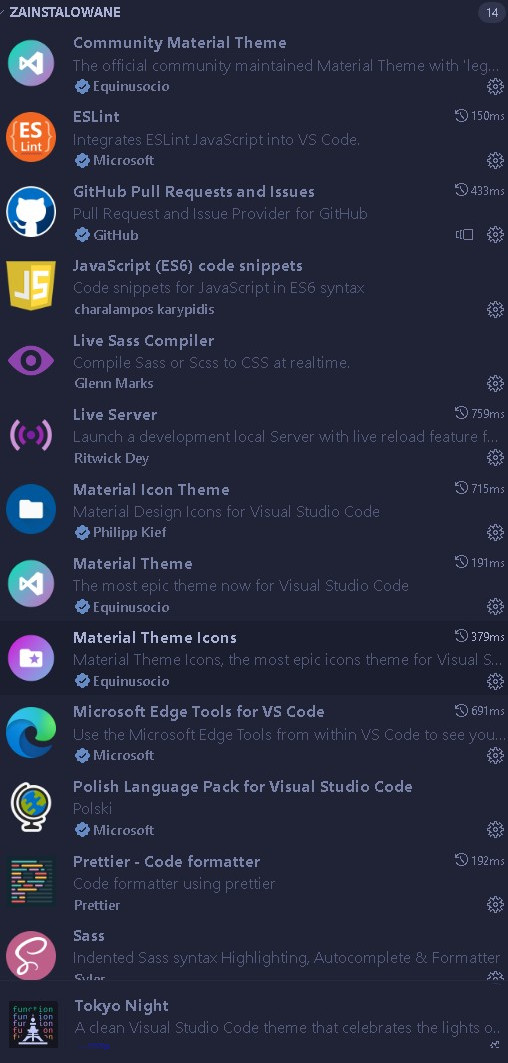 ZAINSTALOWANE 14
Community Material Theme
The official community maintained Material Theme with 'leg...
Equinusocio
ES
Lint
ESLint 150ms
Integrates ESLint JavaScript into VS Code.
Microsoft
GitHub Pull Requests and Issues 433ms
Pull Request and Issue Provider for GitHub
GitHub
JS
JavaScript (ES6) code snippets
Code snippets for JavaScript in ES6 syntax
charalampos karypidis
Live Sass Compiler
Compile Sass or Scss to CSS at realtime.
Glenn Marks
Live Server 759ms
Launch a development local Server with live reload feature f...
Ritwick Dey
Material Icon Theme 715ms
Material Design Icons for Visual Studio Code
Philipp Kief
Material Theme 191ms
The most epic theme now for Visual Studio Code
Equinusocio
Material Theme Icons 379ms
Material Theme Icons, the most epic icons theme for Visual S...
Equinusocio
Microsoft Edge Tools for VS Code 691ms
Use the Microsoft Edge Tools from within VS Code to see you...
Microsoft
Polish Language Pack for Visual Studio Code
Polski
Microsoft
Prettier - Code formatter 192ms
Code formatter using prettier
Prettier
Sass
Indented Sass syntax Highlighting, Autocomplete & Formatter
Syler
function
Tokyo Night
A clean Visual Studio Code theme that celebrates the lights o...